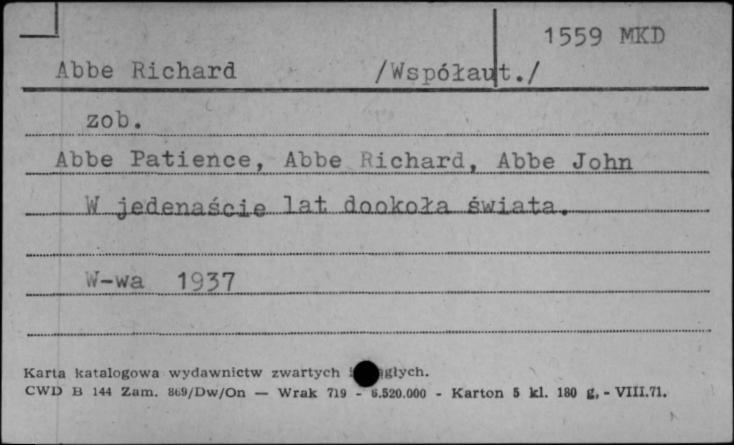 1559 MKD
Abbe Richard /Współaut./
zob.
Abbe Patience, Abbe Richard, Abbe John
W jedenaście lat dookoła świata.
W-wa 1937
Karta katalogowa wydawnictw zwartych
CWD B 144 Zam. 869/Dw/On — Wrak 719 - 6.520.000 - Karton 5 kl. 180 g, - VIII.71.